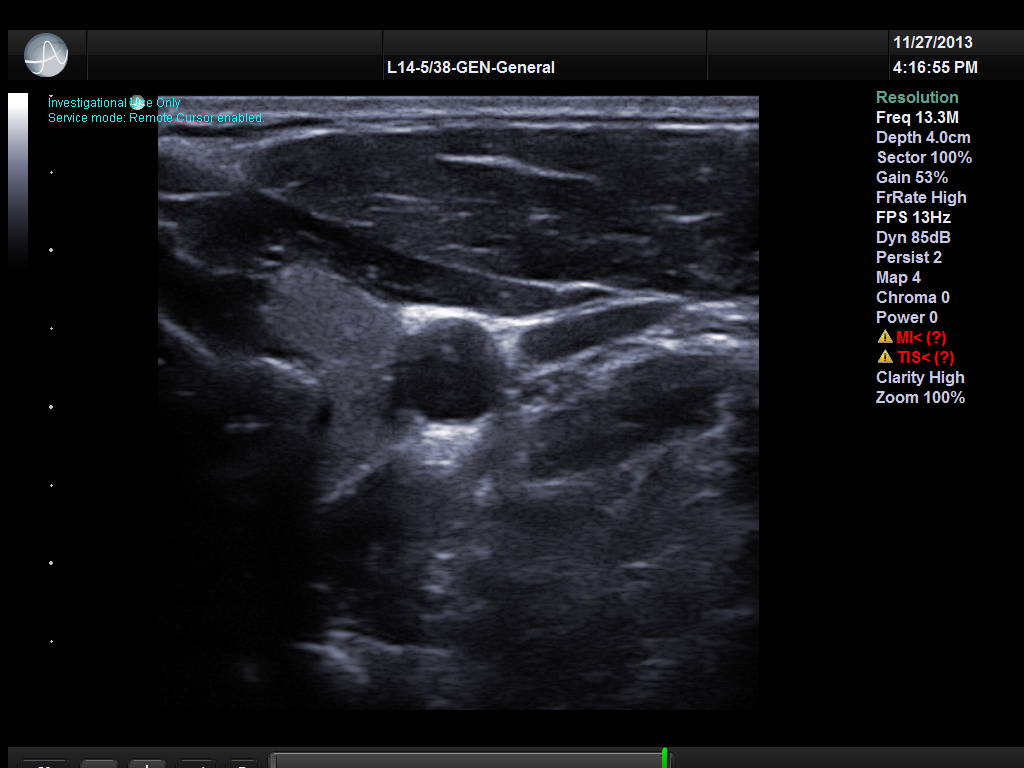 11/27/2013
L14-5/38-GEN-General
4:16:55 PM
Investigational Use Only
Service mode: Remote Cursor enabled.
Resolution
Freq 13.3M
Depth 4.0cm
Sector 100%
Gain 53%
FrRate High
FPS 13Hz
Dyn 85dB
Persist 2
Map 4
Chroma 0
Power 0
MI< (?)
TIS< (?)
Clarity High
Zoom 100%